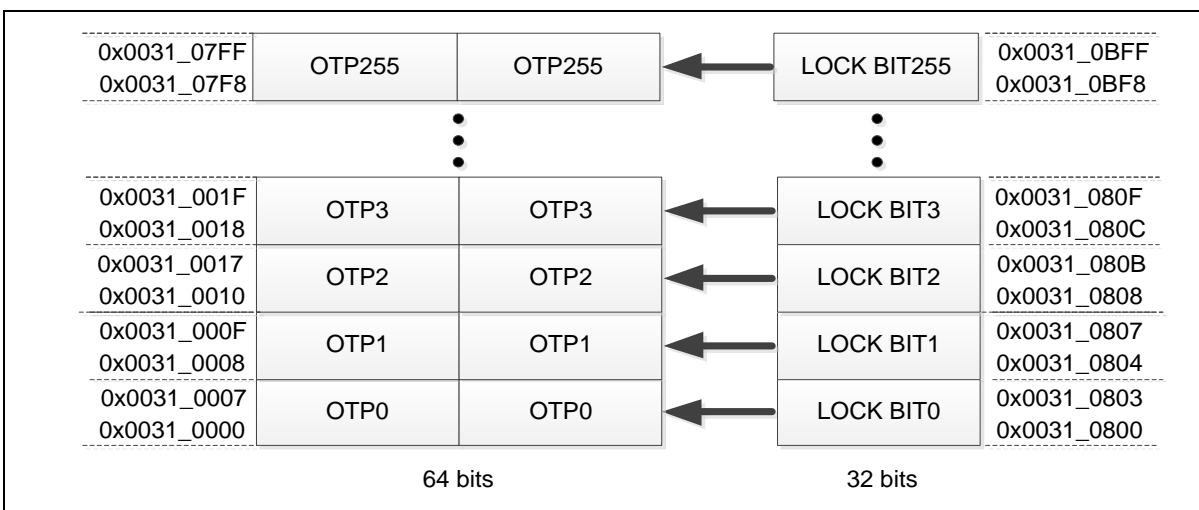 0x0031_07FF OTP255 OTP255 LOCK BIT255 0x0031_0BFF
0x0031_07F8 0x0031_0BF8
0x0031_001F OTP3 OTP3 LOCK BIT3 0x0031_080F
0x0031_0018 0x0031_080C
0x0031_0017 OTP2 OTP2 LOCK BIT2 0x0031_080B
0x0031_0010 0x0031_0808
0x0031_000F OTP1 OTP1 LOCK BIT1 0x0031_0807
0x0031_0008 0x0031_0804
0x0031_0007 OTP0 OTP0 LOCK BIT0 0x0031_0803
0x0031_0000 0x0031_0800
64 bits 32 bits